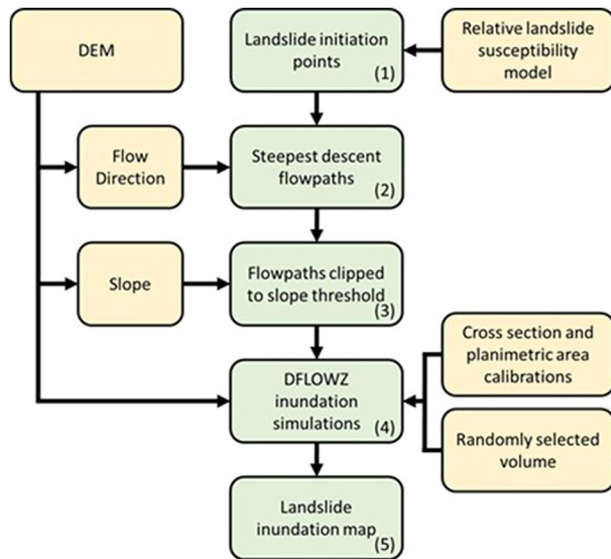 DEM
Landslide initiation
points
(1)
Relative landslide
susceptibility
model
Flow
Direction
Steepest descent
flowpaths
(2)
Slope
Flowpaths clipped
to slope threshold
(3)
Cross section and
planimetric area
calibrations
DFLOWZ
inundation
simulations
(4)
Randomly selected
volume
Landslide
inundation map
(5)